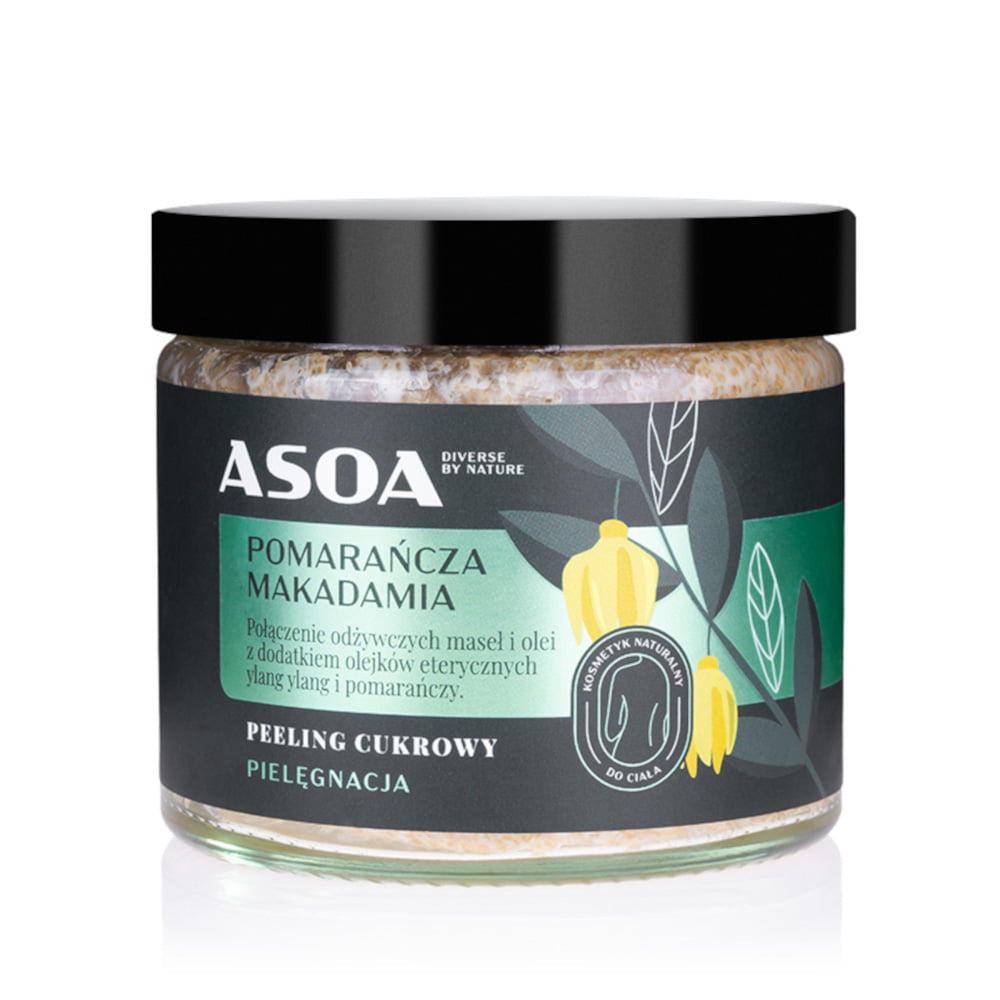 ASOA
DIVERSE
BY NATURE
POMARAŃCZA
MAKADAMIA
Połączenie odżywczych maseł i olei
z dodatkiem olejków eterycznych
ylang ylang i pomarańczy.
KOSMETYK NATURALNY
DO CIAŁA
PEELING CUKROWY
PIELĘGNACJA